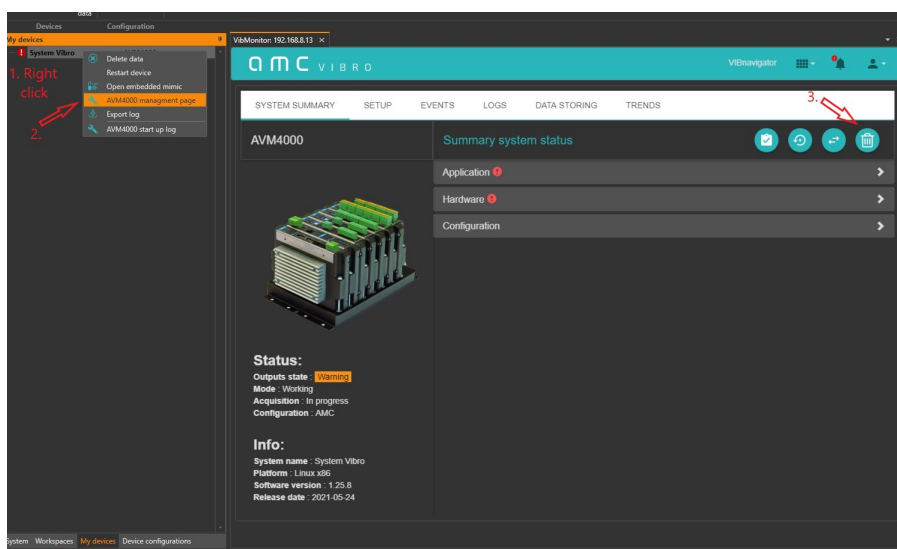 data
Devices Configuration
My devices
VibMonitor: 192.168.8.13 ×
System Vibro
1. Right
click
2.
Delete data
Restart device
Open embedded mimic
AVM4000 managment page
Export log
AVM4000 start up log
amc VIBRO
VIBnavigator
3.
SYSTEM SUMMARY SETUP EVENTS LOGS DATA STORING TRENDS
AVM4000
Summary system status
Application
Hardware
Configuration
Status:
Outputs state : Warning
Mode : Working
Acquisition : In progress
Configuration : AMC
Info:
System name : System Vibro
Platform : Linux x86
Software version : 1.25.8
Release date : 2021-05-24
System Workspaces My devices Device configurations